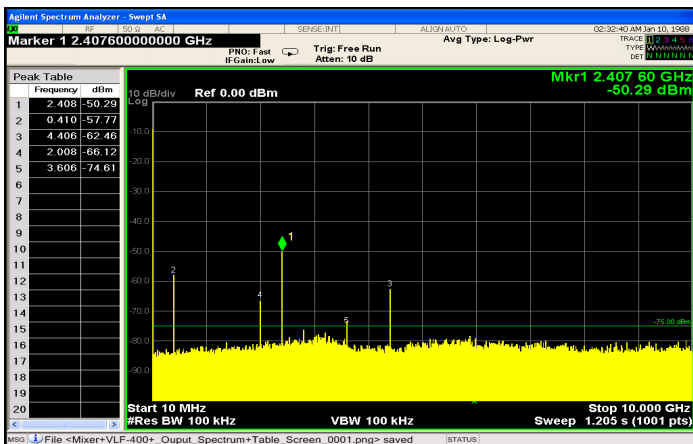 Agilent Spectrum Analyzer - Swept SA
LXI RF 50 Ω AC SENSE:INT ALIGN AUTO 02:32:40 AM Jan 10, 1988
Marker 1 2.407600000000 GHz
PNO: Fast
IFGain:Low
Trig: Free Run
Atten: 10 dB
Avg Type: Log-Pwr
TRACE 1 2 3 4 5 6
TYPE
DET N N N N N N
Peak Table
Frequency dBm
1 2.408 -50.29
2 0.410 -57.77
3 4.406 -62.46
4 2.008 -66.12
5 3.606 -74.61
6
7
8
9
10
11
12
13
14
15
16
17
18
19
20
Mkr1 2.407 60 GHz
-50.29 dBm
10 dB/div Ref 0.00 dBm
Log
-10.0
-20.0
-30.0
-40.0
-50.0
-60.0
-70.0
-80.0
-90.0
1
2
3
4
5
-75.00 dBm
Start 10 MHz Stop 10.000 GHz
#Res BW 100 kHz VBW 100 kHz Sweep 1.205 s (1001 pts)
MSG File <Mixer+VLF-400+_Ouput_Spectrum+Table_Screen_0001.png> saved STATUS